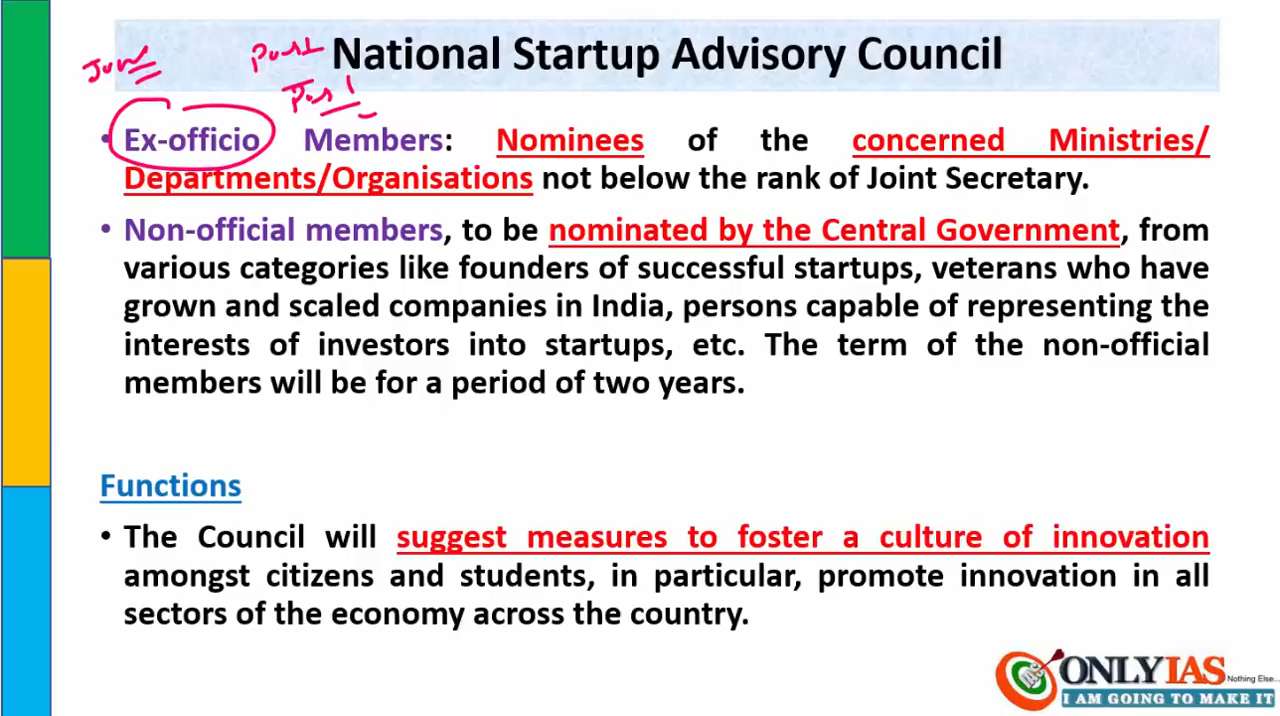 National Startup Advisory Council
Post
Post
• Ex-officio Members: Nominees of the concerned Ministries/
Departments/Organisations not below the rank of Joint Secretary.
• Non-official members, to be nominated by the Central Government, from
various categories like founders of successful startups, veterans who have
grown and scaled companies in India, persons capable of representing the
interests of investors into startups, etc. The term of the non-official
members will be for a period of two years.
Functions
• The Council will suggest measures to foster a culture of innovation
amongst citizens and students, in particular, promote innovation in all
sectors of the economy across the country.
ONLYIAS
Nothing Else...
I AM GOING TO MAKE IT